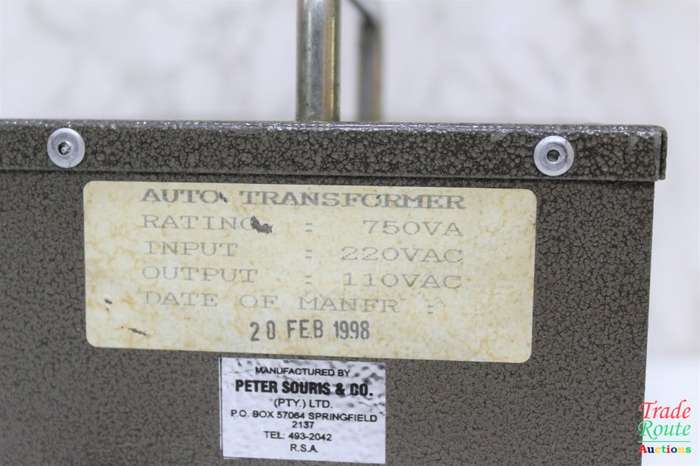 AUTO TRANSFORMER
RATING : 750VA
INPUT : 220VAC
OUTPUT : 110VAC
DATE OF MANFR :
20 FEB 1998
MANUFACTURED BY
PETER SOURIS & CO.
(PTY.) LTD.
P.O. BOX 57064 SPRINGFIELD
2137
TEL: 493-2042
R.S.A.
Trade
Route
Auctions